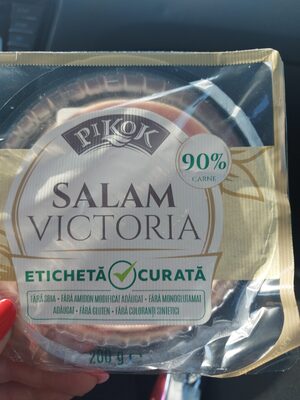 PIKOK
90%
CARNE
SALAM
VICTORIA
ETICHETĂ CURATĂ
FĂRĂ SOIA • FĂRĂ AMIDON MODIFICAT ADĂUGAT • FĂRĂ MONOGLUTAMAT
ADĂUGAT • FĂRĂ GLUTEN • FĂRĂ COLORANȚI SINTETICI
200 g e